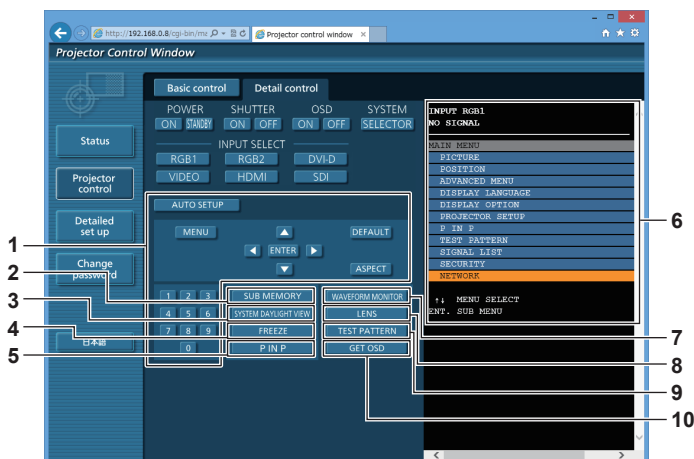 http://192.168.0.8/cgi-bin/ma
Projector control window
Projector Control Window
Basic control
Detail control
POWER SHUTTER OSD SYSTEM
ON STANDBY ON OFF ON OFF SELECTOR
INPUT SELECT
RGB1 RGB2 DVI-D
VIDEO HDMI SDI
AUTO SETUP
MENU DEFAULT
ENTER
ASPECT
1 2 3 SUB MEMORY WAVEFORM MONITOR
4 5 6 SYSTEM DAYLIGHT VIEW LENS
7 8 9 FREEZE TEST PATTERN
0 P IN P GET OSD
Status
Projector
control
Detailed
set up
Change
password
日本語
INPUT RGB1
NO SIGNAL
MAIN MENU
PICTURE
POSITION
ADVANCED MENU
DISPLAY LANGUAGE
DISPLAY OPTION
PROJECTOR SETUP
P IN P
TEST PATTERN
SIGNAL LIST
SECURITY
NETWORK
↑↓ MENU SELECT
ENT. SUB MENU
1
2
3
4
5
6
7
8
9
10